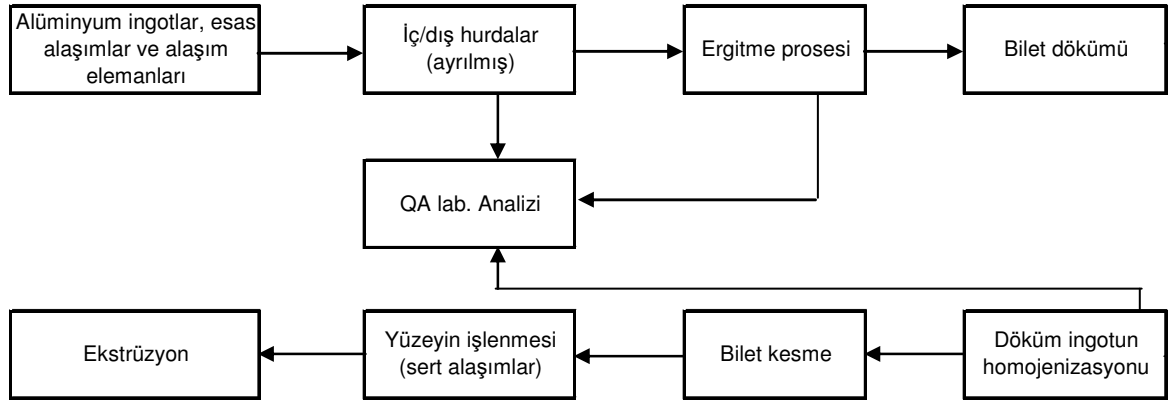 Alüminyum ingotlar, esas
alaşımlar ve alaşım
elemanları
İç/dış hurdalar
(ayrılmış)
Ergitme prosesi
Bilet dökümü
QA lab. Analizi
Ekstrüzyon
Yüzeyin işlenmesi
(sert alaşımlar)
Bilet kesme
Döküm ingotun
homojenizasyonu